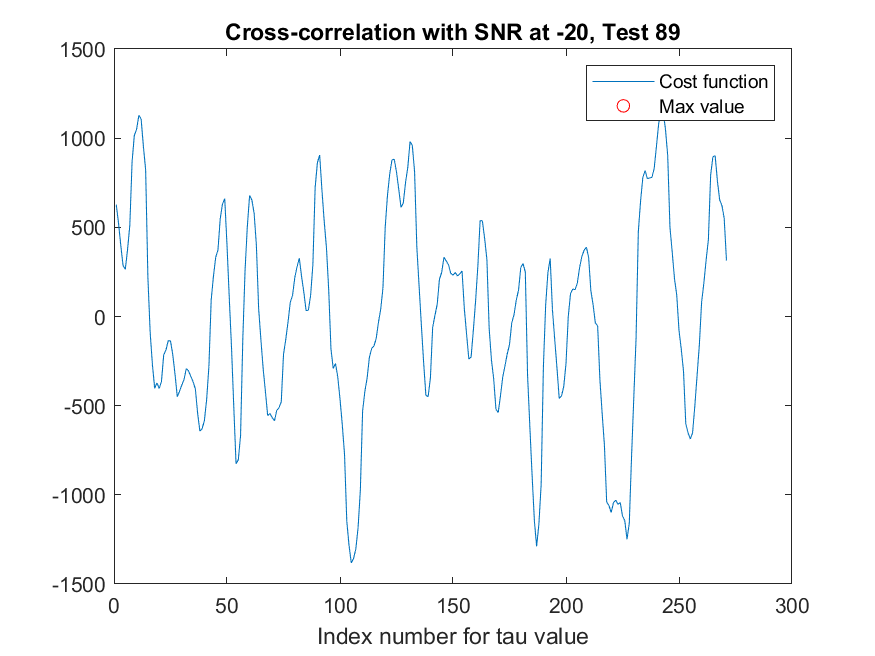 Cross-correlation with SNR at -20, Test 89
1500
Cost function
Max value
1000
500
0
-500
-1000
-1500
0 50 100 150 200 250 300
Index number for tau value